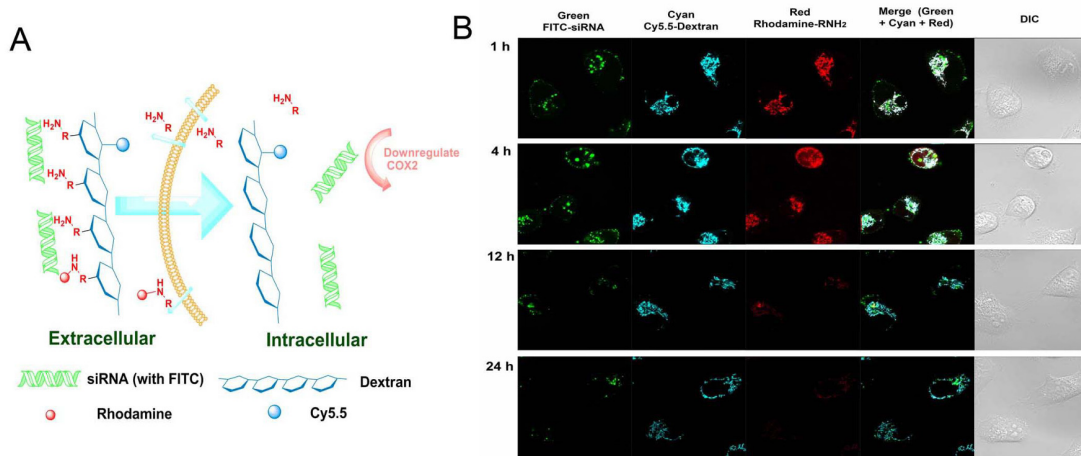 A
H₂N
R
H₂N
R
H₂N
R
H
N
R
H₂N
R
H₂N
R
H
N
R
H₂N
R
Downregulate
COX2
Extracellular
Intracellular
siRNA (with FITC)
Dextran
Rhodamine
Cy5.5
B
Green
FITC-siRNA
Cyan
Cy5.5-Dextran
Red
Rhodamine-RNH₂
Merge (Green
+ Cyan + Red)
DIC
1 h
4 h
12 h
24 h